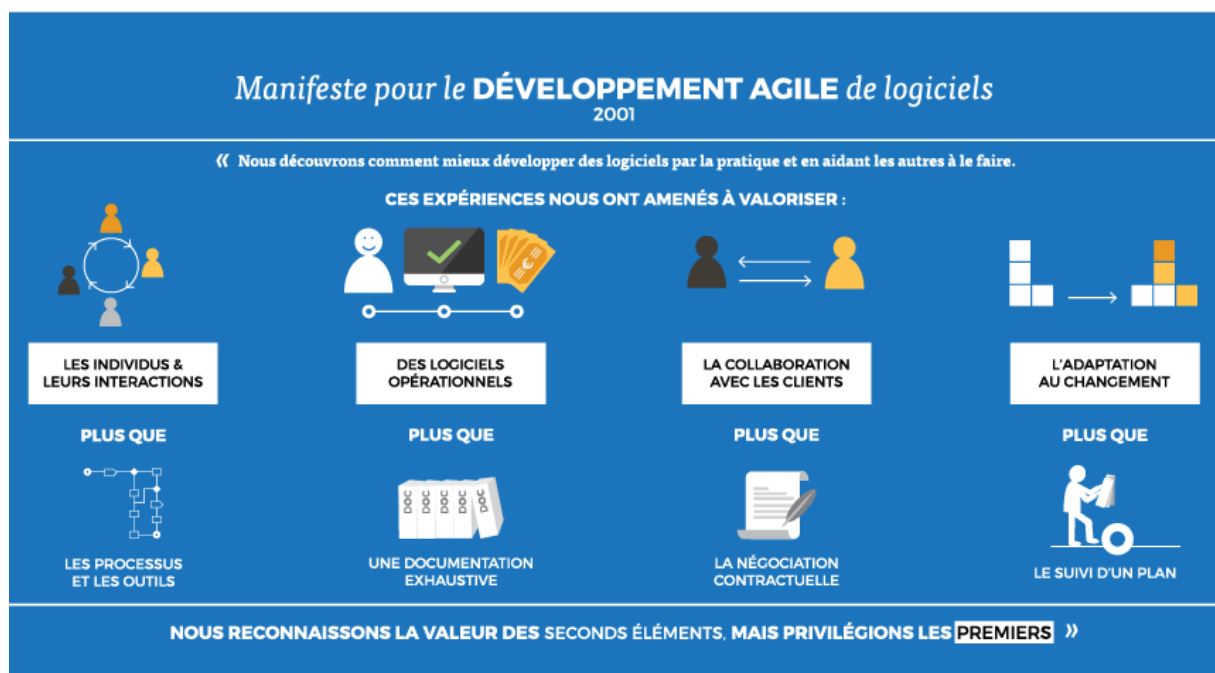 Manifeste pour le DÉVELOPPEMENT AGILE de logiciels
2001
« Nous découvrons comment mieux développer des logiciels par la pratique et en aidant les autres à le faire.
CES EXPÉRIENCES NOUS ONT AMENÉS À VALORISER :
LES INDIVIDUS &
LEURS INTERACTIONS
PLUS QUE
LES PROCESSUS
ET LES OUTILS
DES LOGICIELS
OPÉRATIONNELS
PLUS QUE
DOC DOC DOC DOC DOC
UNE DOCUMENTATION
EXHAUSTIVE
LA COLLABORATION
AVEC LES CLIENTS
PLUS QUE
LA NÉGOCIATION
CONTRACTUELLE
L'ADAPTATION
AU CHANGEMENT
PLUS QUE
LE SUIVI D'UN PLAN
NOUS RECONNAISSONS LA VALEUR DES SECONDS ÉLÉMENTS, MAIS PRIVILÉGIONS LES PREMIERS »